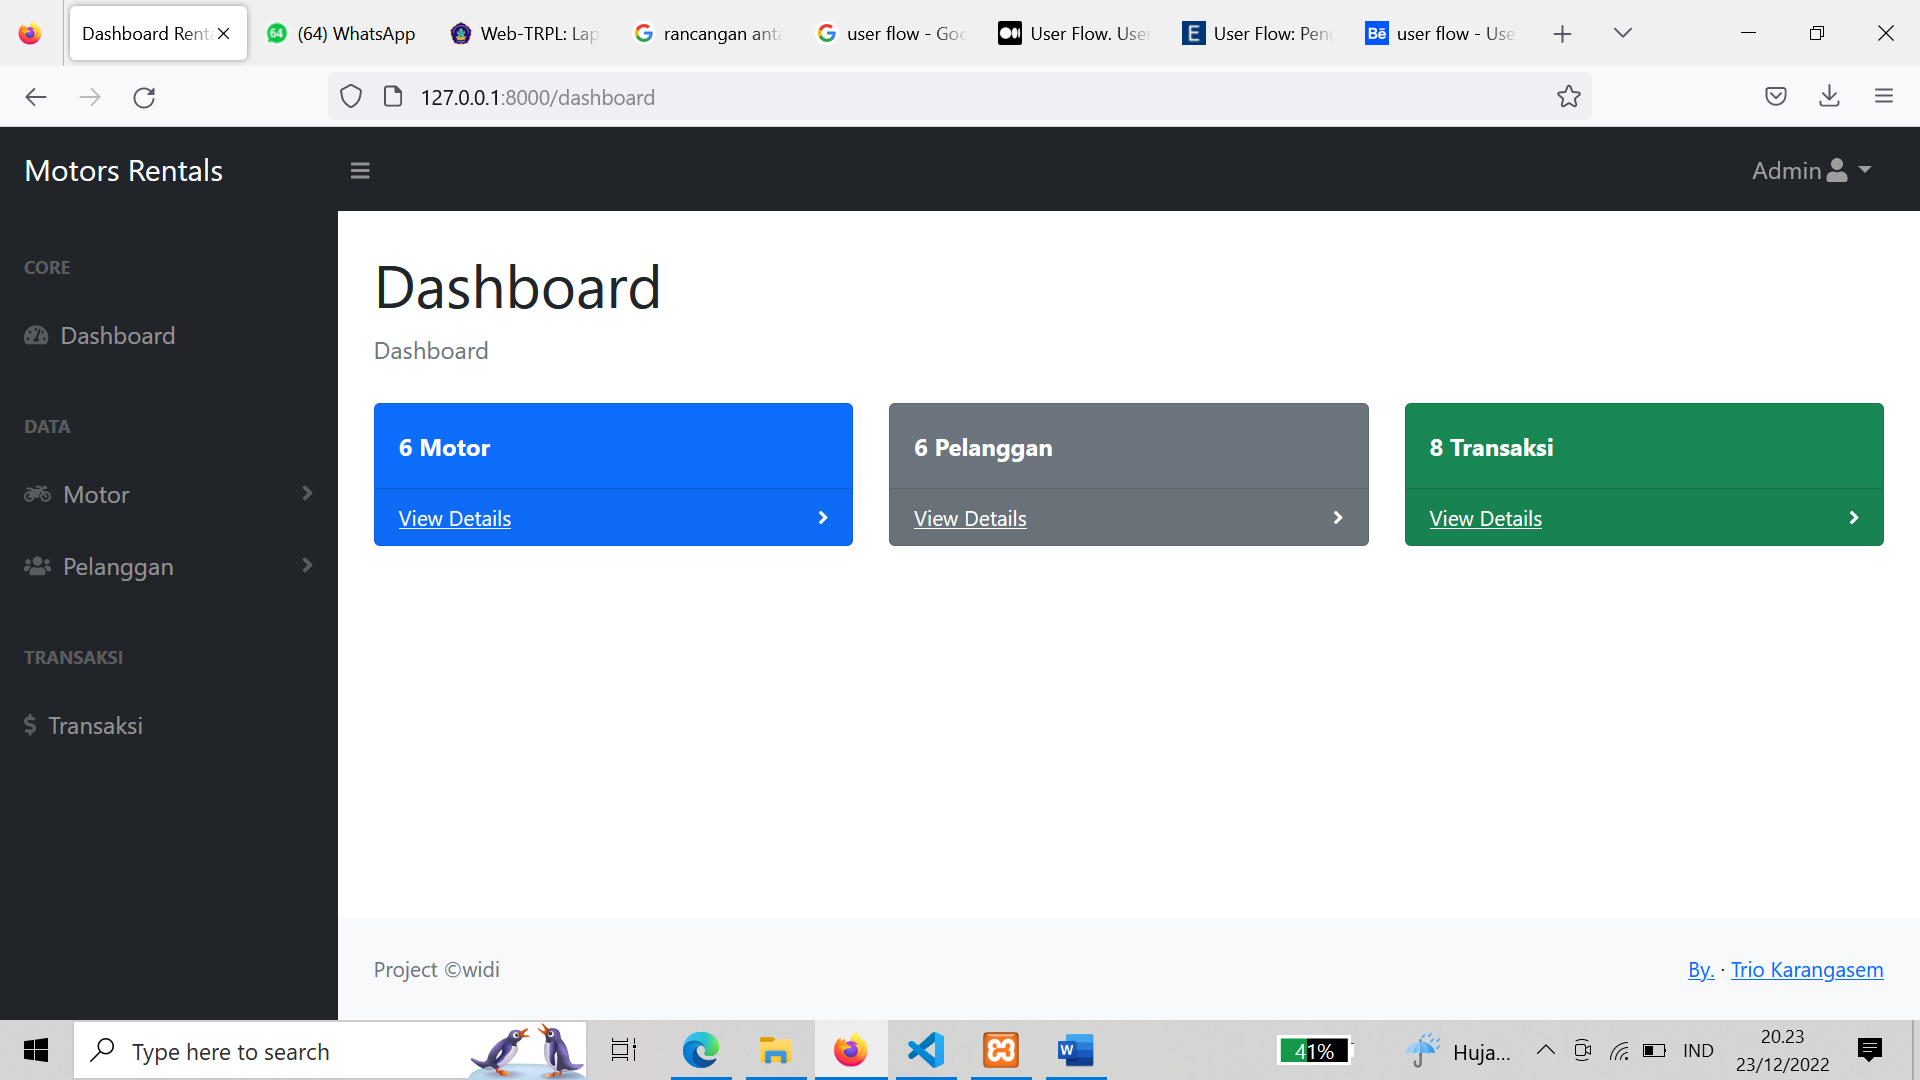 Dashboard Renta
(64) WhatsApp
Web-TRPL: Lap
rancangan anta
user flow - Goo
User Flow. User
User Flow: Peng
user flow - Use
127.0.0.1:8000/dashboard
Motors Rentals
Admin
CORE
Dashboard
DATA
Motor
Pelanggan
TRANSAKSI
Transaksi
Dashboard
Dashboard
6 Motor
View Details
6 Pelanggan
View Details
8 Transaksi
View Details
Project ©widi
By. · Trio Karangasem
Type here to search
41%
Huja...
IND
20.23
23/12/2022